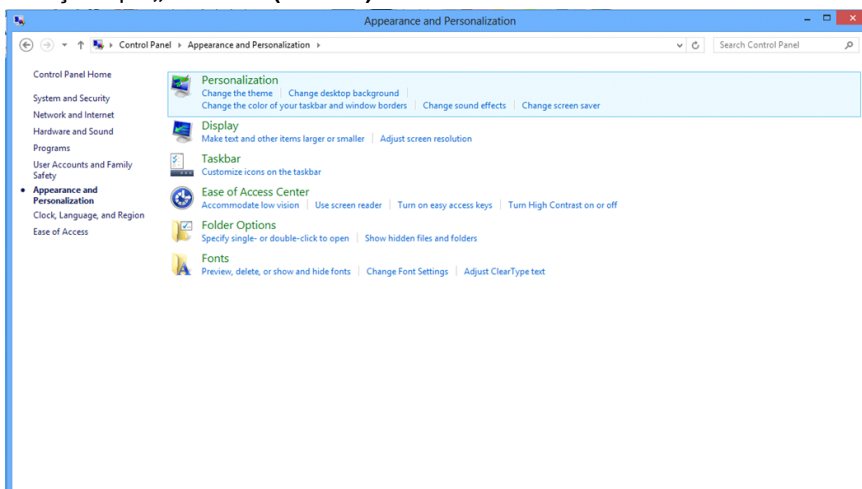 Appearance and Personalization
Control Panel ▸ Appearance and Personalization ▸
Search Control Panel
Control Panel Home
System and Security
Network and Internet
Hardware and Sound
Programs
User Accounts and Family
Safety
Appearance and
Personalization
Clock, Language, and Region
Ease of Access
Personalization
Change the theme | Change desktop background |
Change the color of your taskbar and window borders | Change sound effects | Change screen saver
Display
Make text and other items larger or smaller | Adjust screen resolution
Taskbar
Customize icons on the taskbar
Ease of Access Center
Accommodate low vision | Use screen reader | Turn on easy access keys | Turn High Contrast on or off
Folder Options
Specify single- or double-click to open | Show hidden files and folders
Fonts
Preview, delete, or show and hide fonts | Change Font Settings | Adjust ClearType text